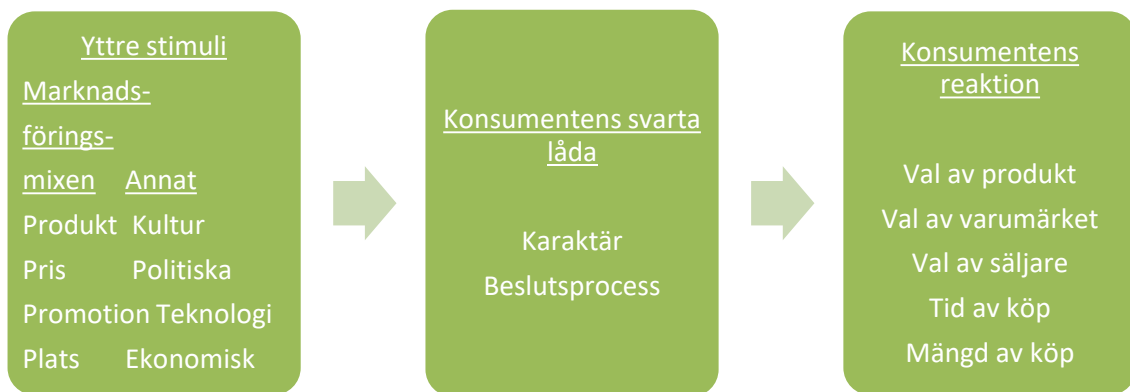 Yttre stimuli
Marknads-
förings-
mixen Annat
Produkt Kultur
Pris Politiska
Promotion Teknologi
Plats Ekonomisk
Konsumentens svarta
låda
Karaktär
Beslutsprocess
Konsumentens
reaktion
Val av produkt
Val av varumärket
Val av säljare
Tid av köp
Mängd av köp